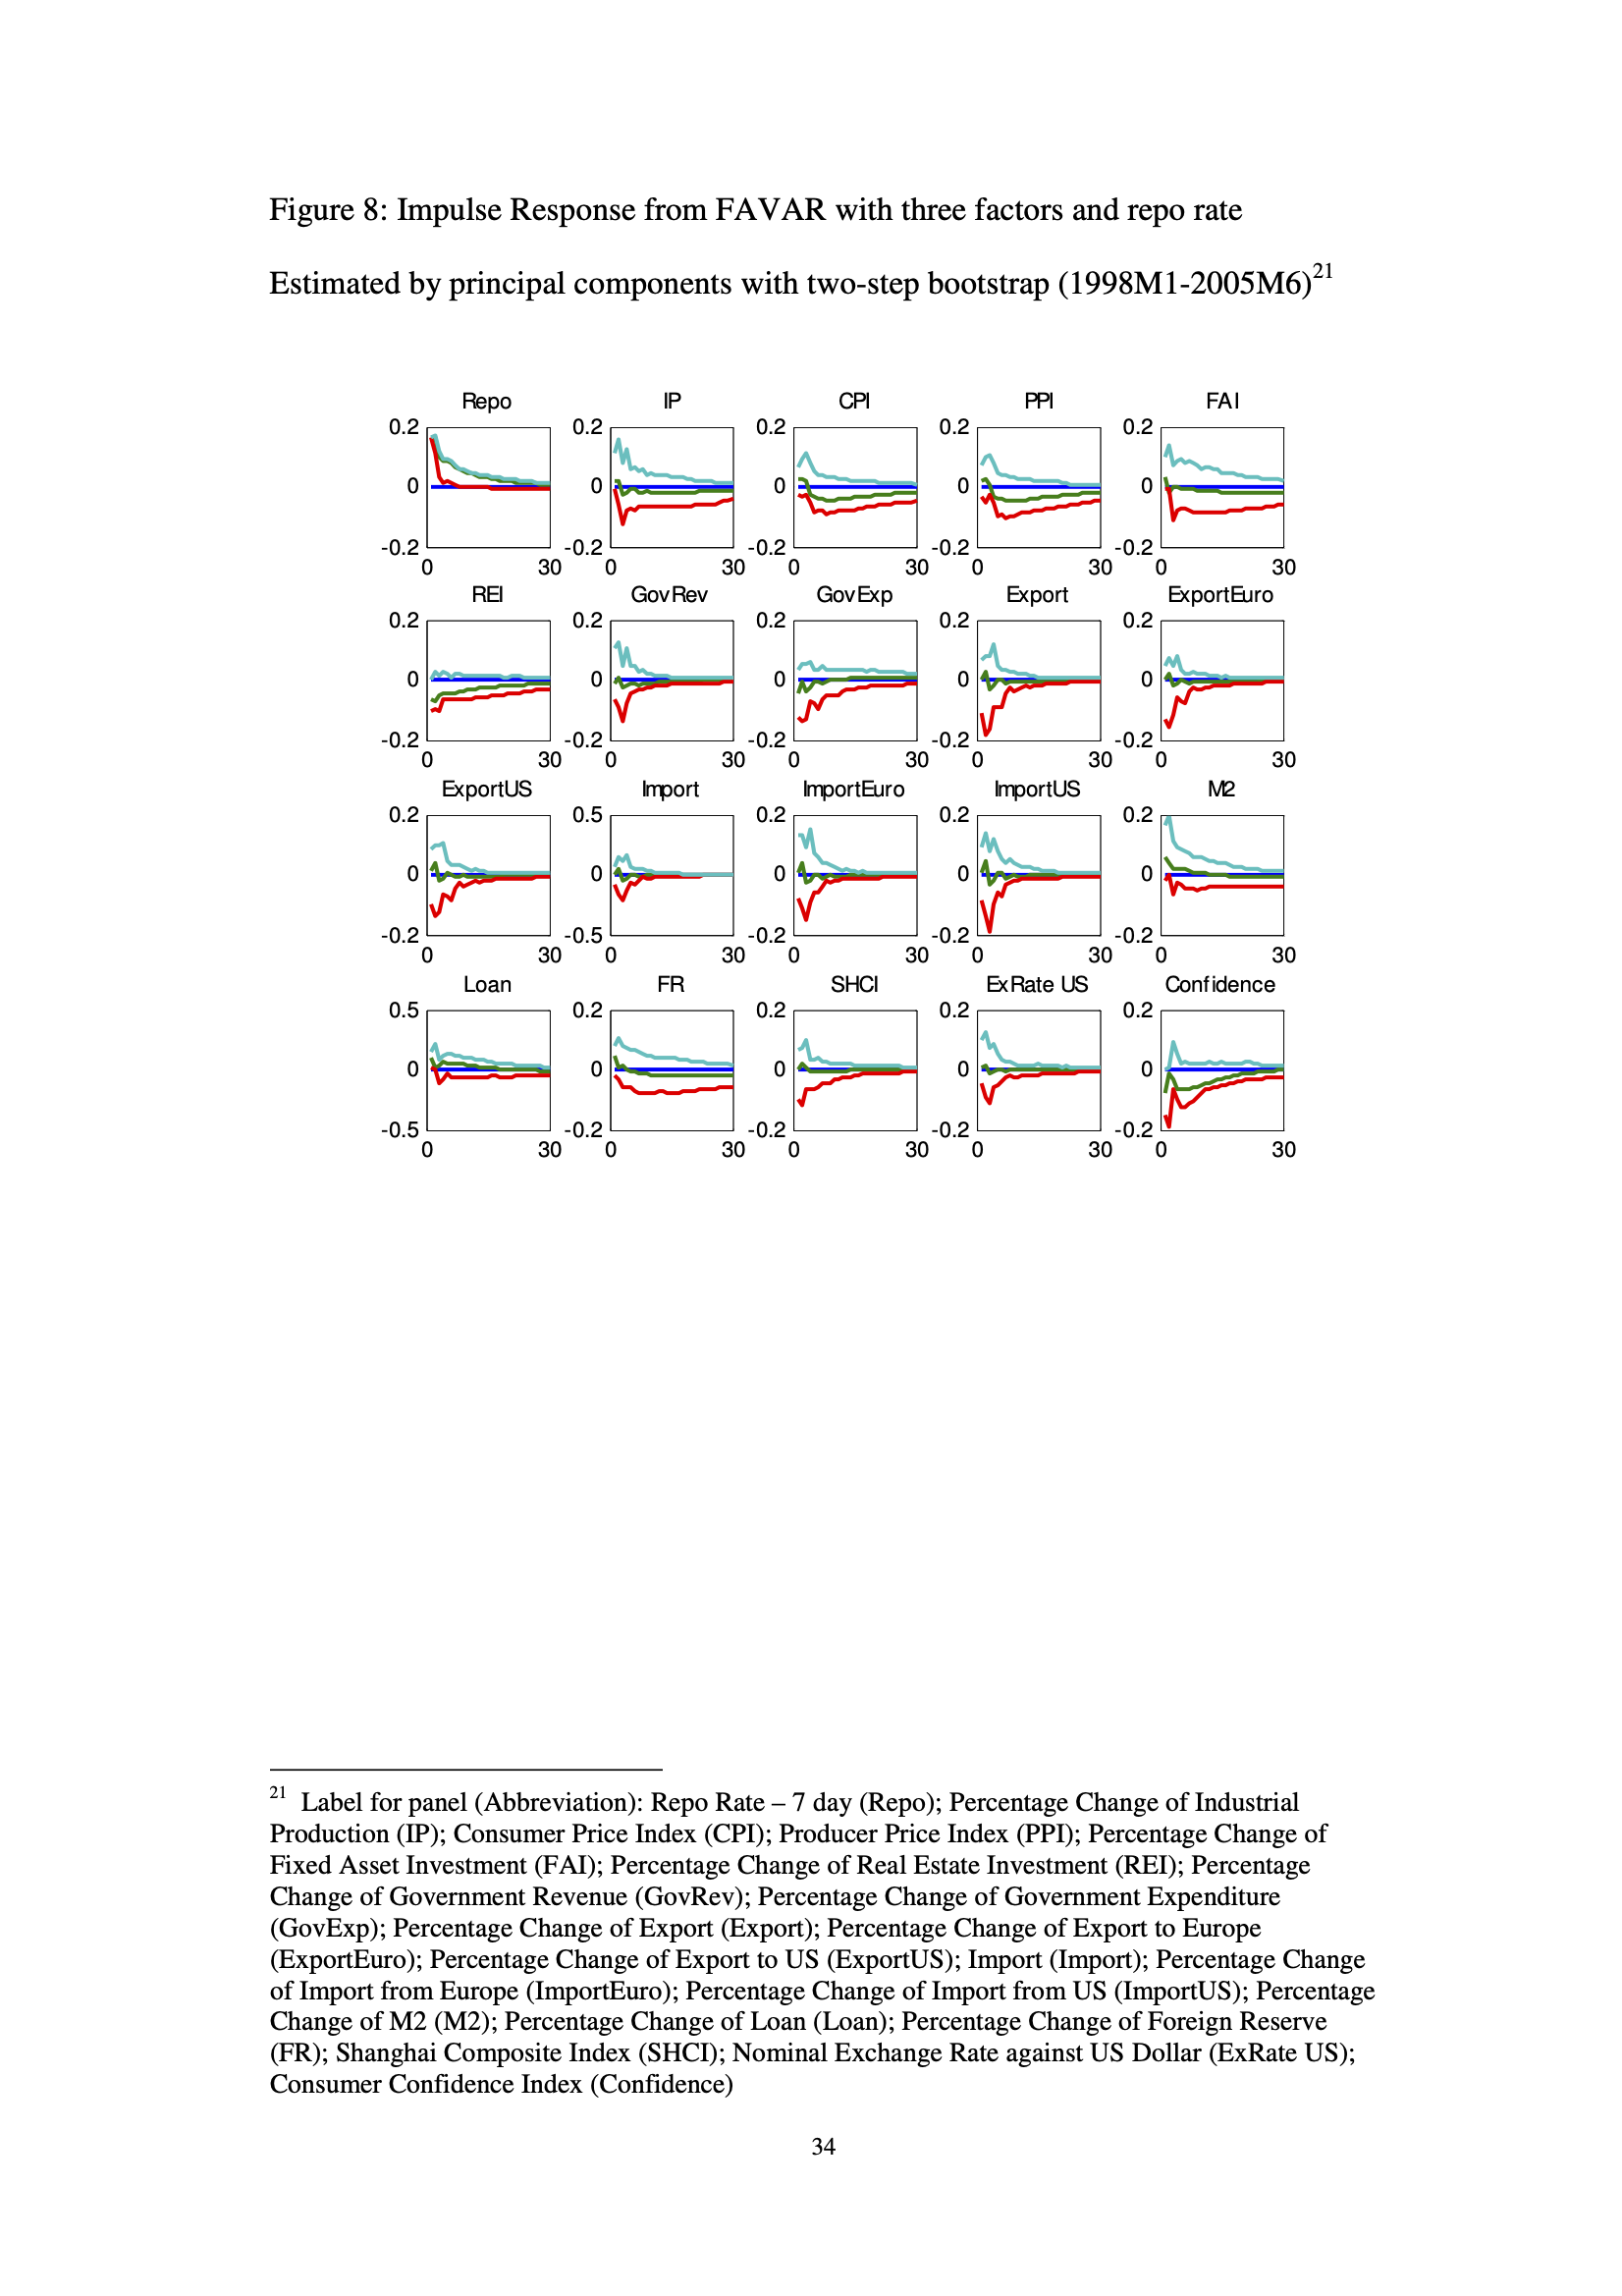 Figure 8: Impulse Response from FAVAR with three factors and repo rate
Estimated by principal components with two-step bootstrap (1998M1-2005M6)21
Repo IP CPI PPI FAI
0.2 0.2 0.2 0.2 0.2
0 0 0 0 0
-0.2 -0.2 -0.2 -0.2 -0.2
0 30 0 30 0 30 0 30 0 30
REI GovRev GovExp Export ExportEuro
0.2 0.2 0.2 0.2 0.2
0 0 0 0 0
-0.2 -0.2 -0.2 -0.2 -0.2
0 30 0 30 0 30 0 30 0 30
ExportUS Import ImportEuro ImportUS M2
0.2 0.5 0.2 0.2 0.2
0 0 0 0 0
-0.2 -0.5 -0.2 -0.2 -0.2
0 30 0 30 0 30 0 30 0 30
Loan FR SHCI ExRate US Confidence
0.5 0.2 0.2 0.2 0.2
0 0 0 0 0
-0.5 -0.2 -0.2 -0.2 -0.2
0 30 0 30 0 30 0 30 0 30
21 Label for panel (Abbreviation): Repo Rate – 7 day (Repo); Percentage Change of Industrial
Production (IP); Consumer Price Index (CPI); Producer Price Index (PPI); Percentage Change of
Fixed Asset Investment (FAI); Percentage Change of Real Estate Investment (REI); Percentage
Change of Government Revenue (GovRev); Percentage Change of Government Expenditure
(GovExp); Percentage Change of Export (Export); Percentage Change of Export to Europe
(ExportEuro); Percentage Change of Export to US (ExportUS); Import (Import); Percentage Change
of Import from Europe (ImportEuro); Percentage Change of Import from US (ImportUS); Percentage
Change of M2 (M2); Percentage Change of Loan (Loan); Percentage Change of Foreign Reserve
(FR); Shanghai Composite Index (SHCI); Nominal Exchange Rate against US Dollar (ExRate US);
Consumer Confidence Index (Confidence)
34